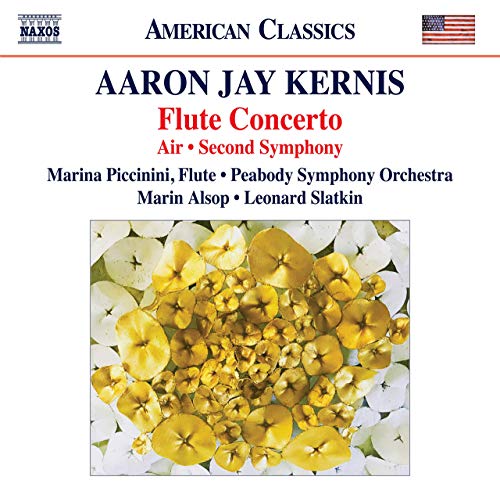 NAXOS
AMERICAN CLASSICS
AARON JAY KERNIS
Flute Concerto
Air • Second Symphony
Marina Piccinini, Flute • Peabody Symphony Orchestra
Marin Alsop • Leonard Slatkin